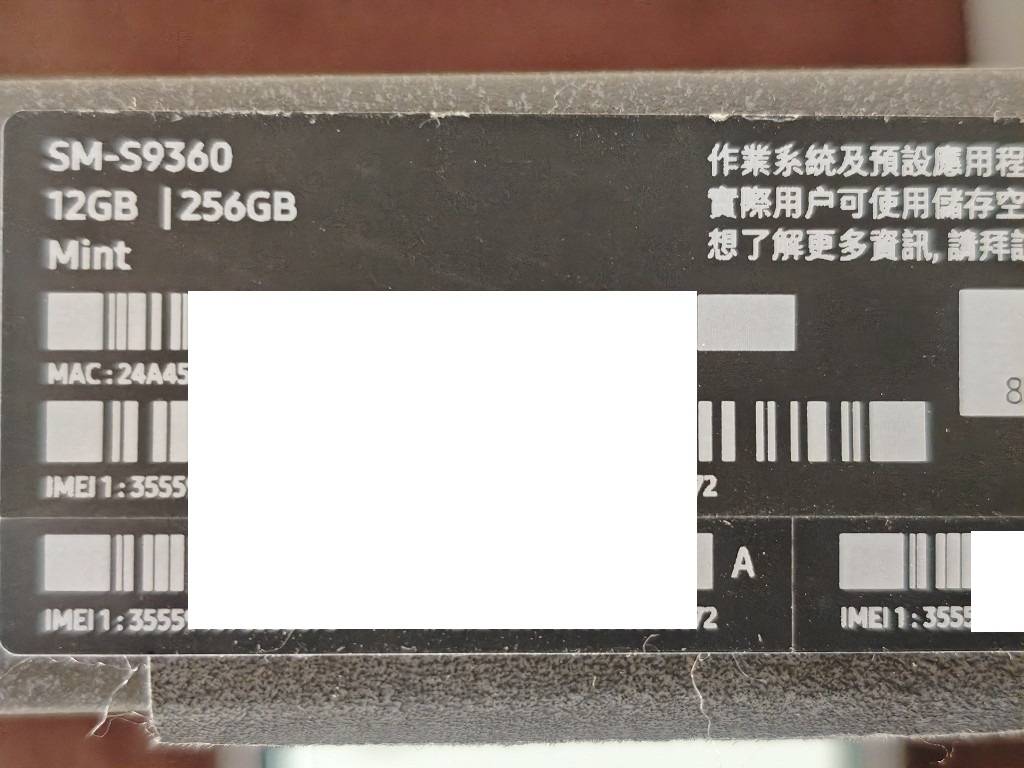 SM-S9360
12GB | 256GB
Mint
作業系統及預設應用程
實際用户可使用儲存空
想了解更多資訊, 請拜訪
MAC : 24A45
8
IMEI 1 : 3555
72
A
IMEI 1 : 3555
72
IMEI 1 : 3555